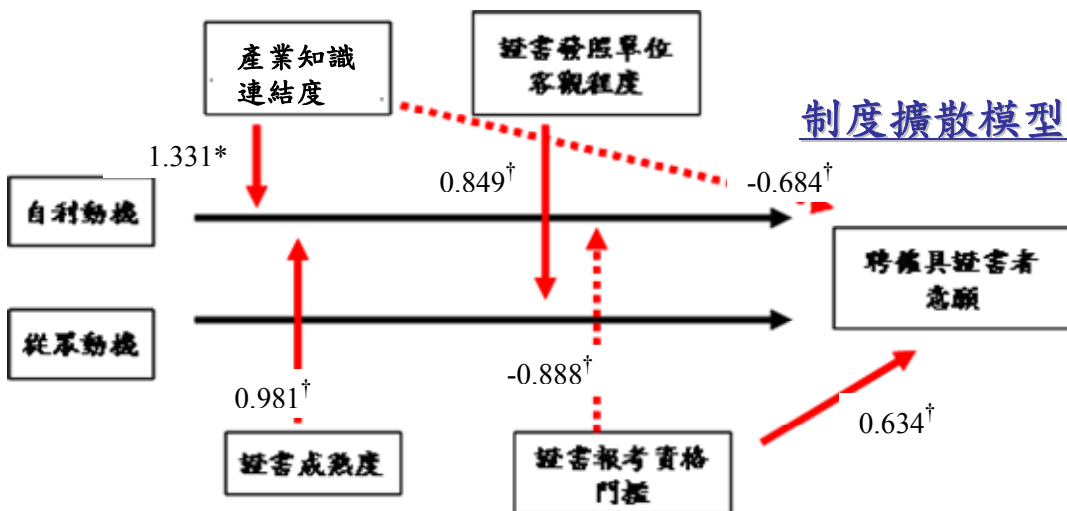 產業知識
連結度
證書發照單位
客觀程度
制度擴散模型
1.331*
0.849†
-0.684†
自利動機
聘僱具證書者
意願
從眾動機
0.981†
-0.888†
0.634†
證書成熟度
證書報考資格
門檻